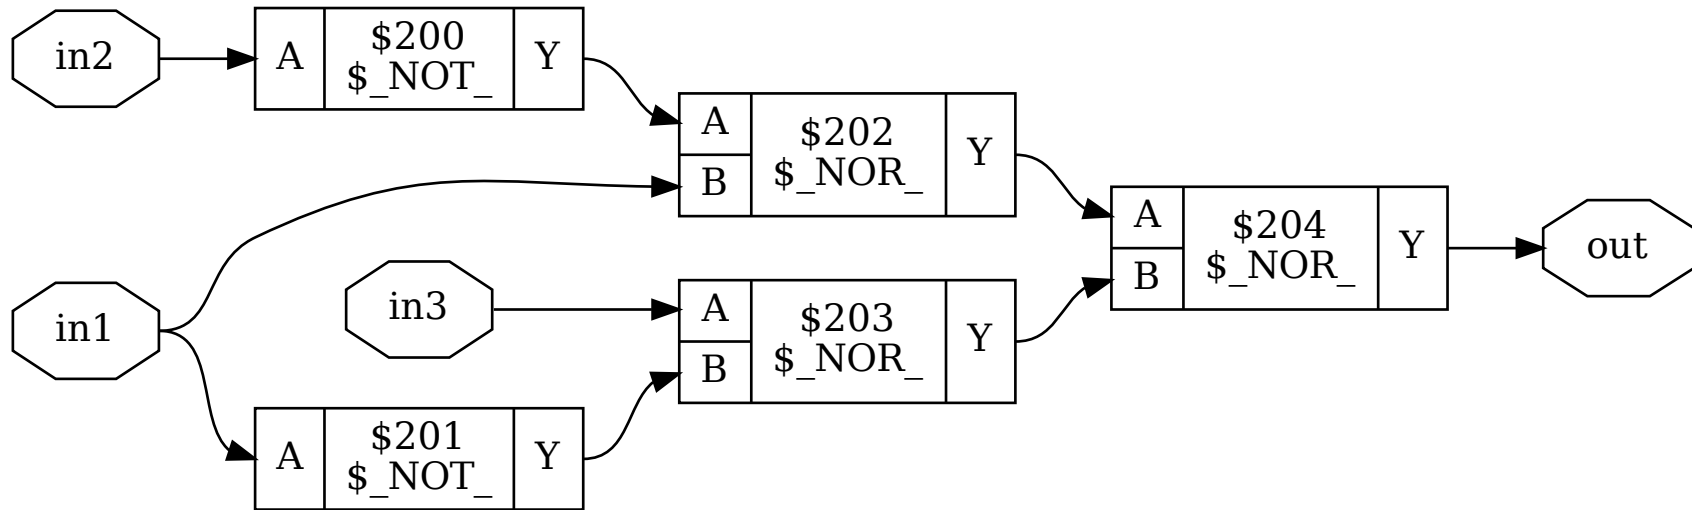 in2
A
$200
$_NOT_
Y
A
B
$202
$_NOR_
Y
in1
in3
A
B
$203
$_NOR_
Y
A
$201
$_NOT_
Y
A
B
$204
$_NOR_
Y
out